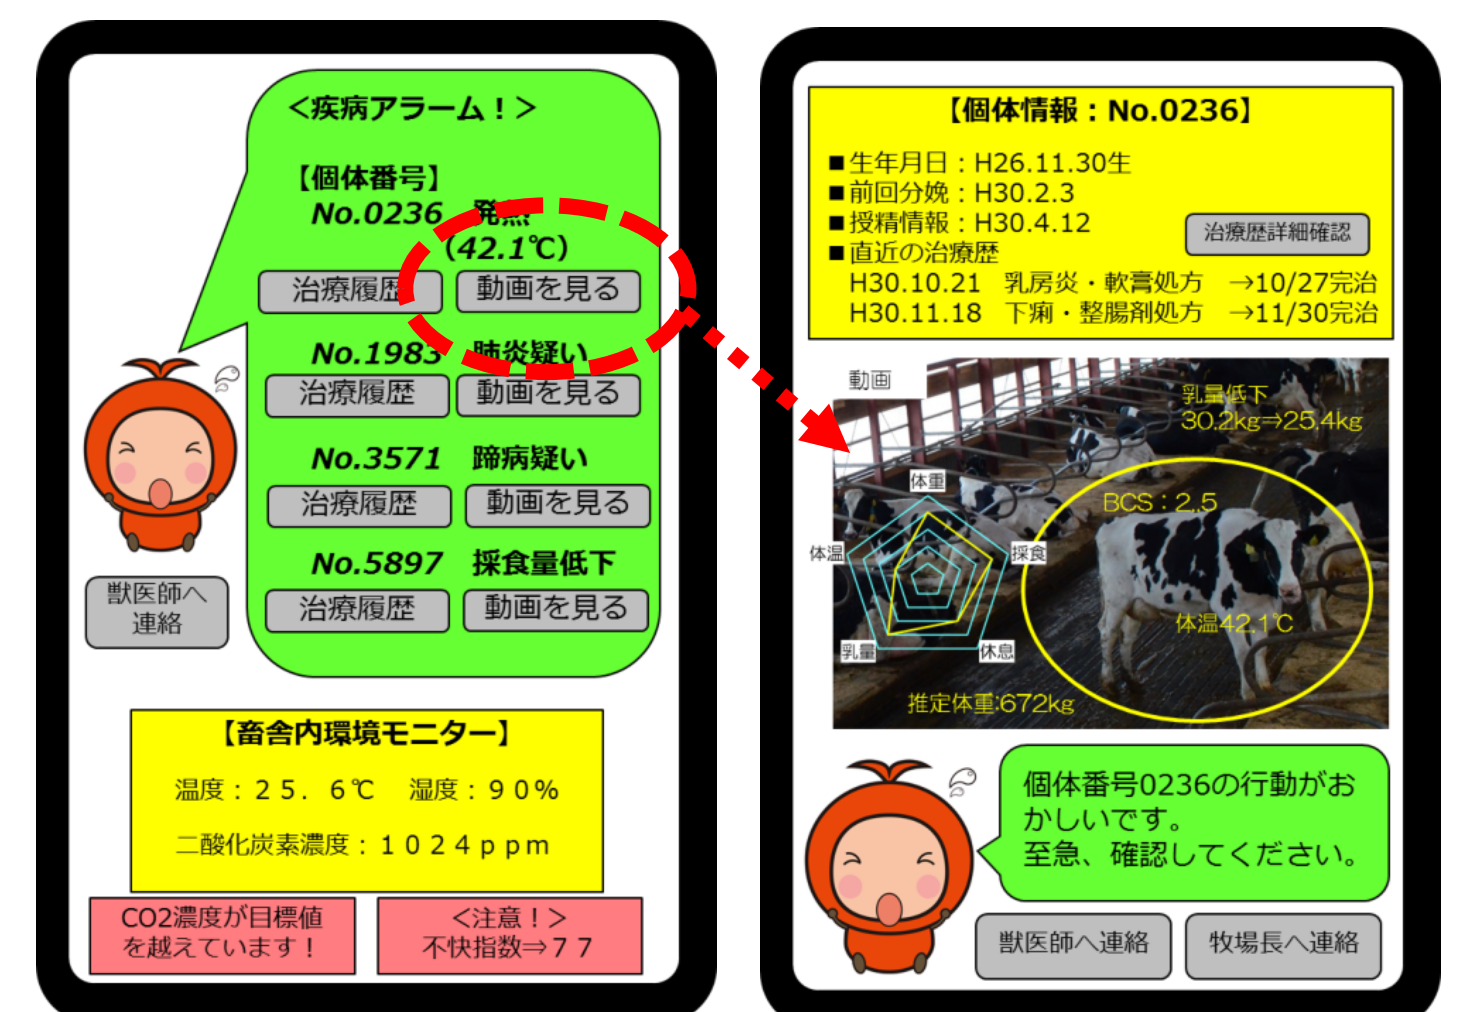 <疾病アラーム！>
【個体番号】
No.0236 発熱
（42.1℃）
治療履歴 動画を見る
No.1983 肺炎疑い
治療履歴 動画を見る
No.3571 蹄病疑い
治療履歴 動画を見る
No.5897 採食量低下
治療履歴 動画を見る
獣医師へ
連絡
【畜舎内環境モニター】
温度：２５．６℃ 湿度：９０％
二酸化炭素濃度：１０２４ｐｐｍ
CO2濃度が目標値
を越えています！
＜注意！＞
不快指数⇒７７
【個体情報：No.0236】
■生年月日：H26.11.30生
■前回分娩：H30.2.3
■授精情報：H30.4.12
治療歴詳細確認
■直近の治療歴
H30.10.21 乳房炎・軟膏処方 →10/27完治
H30.11.18 下痢・整腸剤処方 →11/30完治
動画
乳量低下
30.2kg⇒25.4kg
体重
BCS：2..5
体温
採食
体温42.1℃
乳量
休息
推定体重:672kg
個体番号0236の行動がお
かしいです。
至急、確認してください。
獣医師へ連絡
牧場長へ連絡